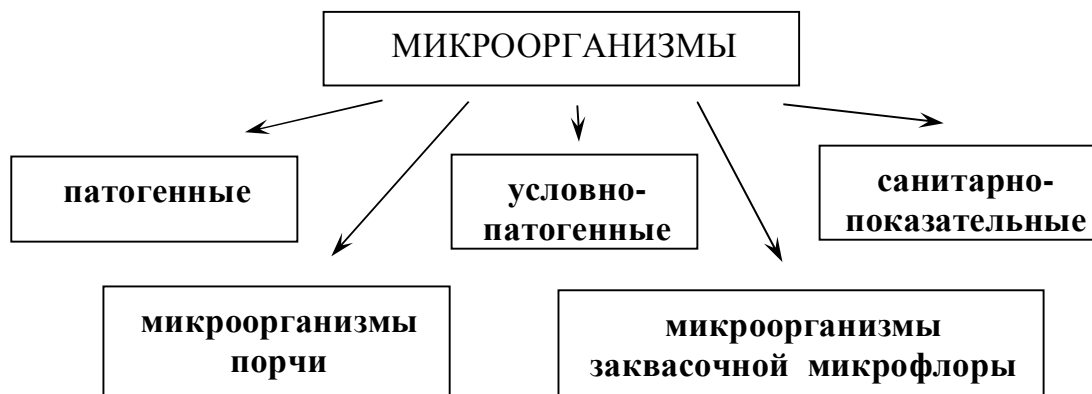 МИКРООРГАНИЗМЫ
патогенные
условно-
патогенные
санитарно-
показательные
микроорганизмы
порчи
микроорганизмы
заквасочной микрофлоры